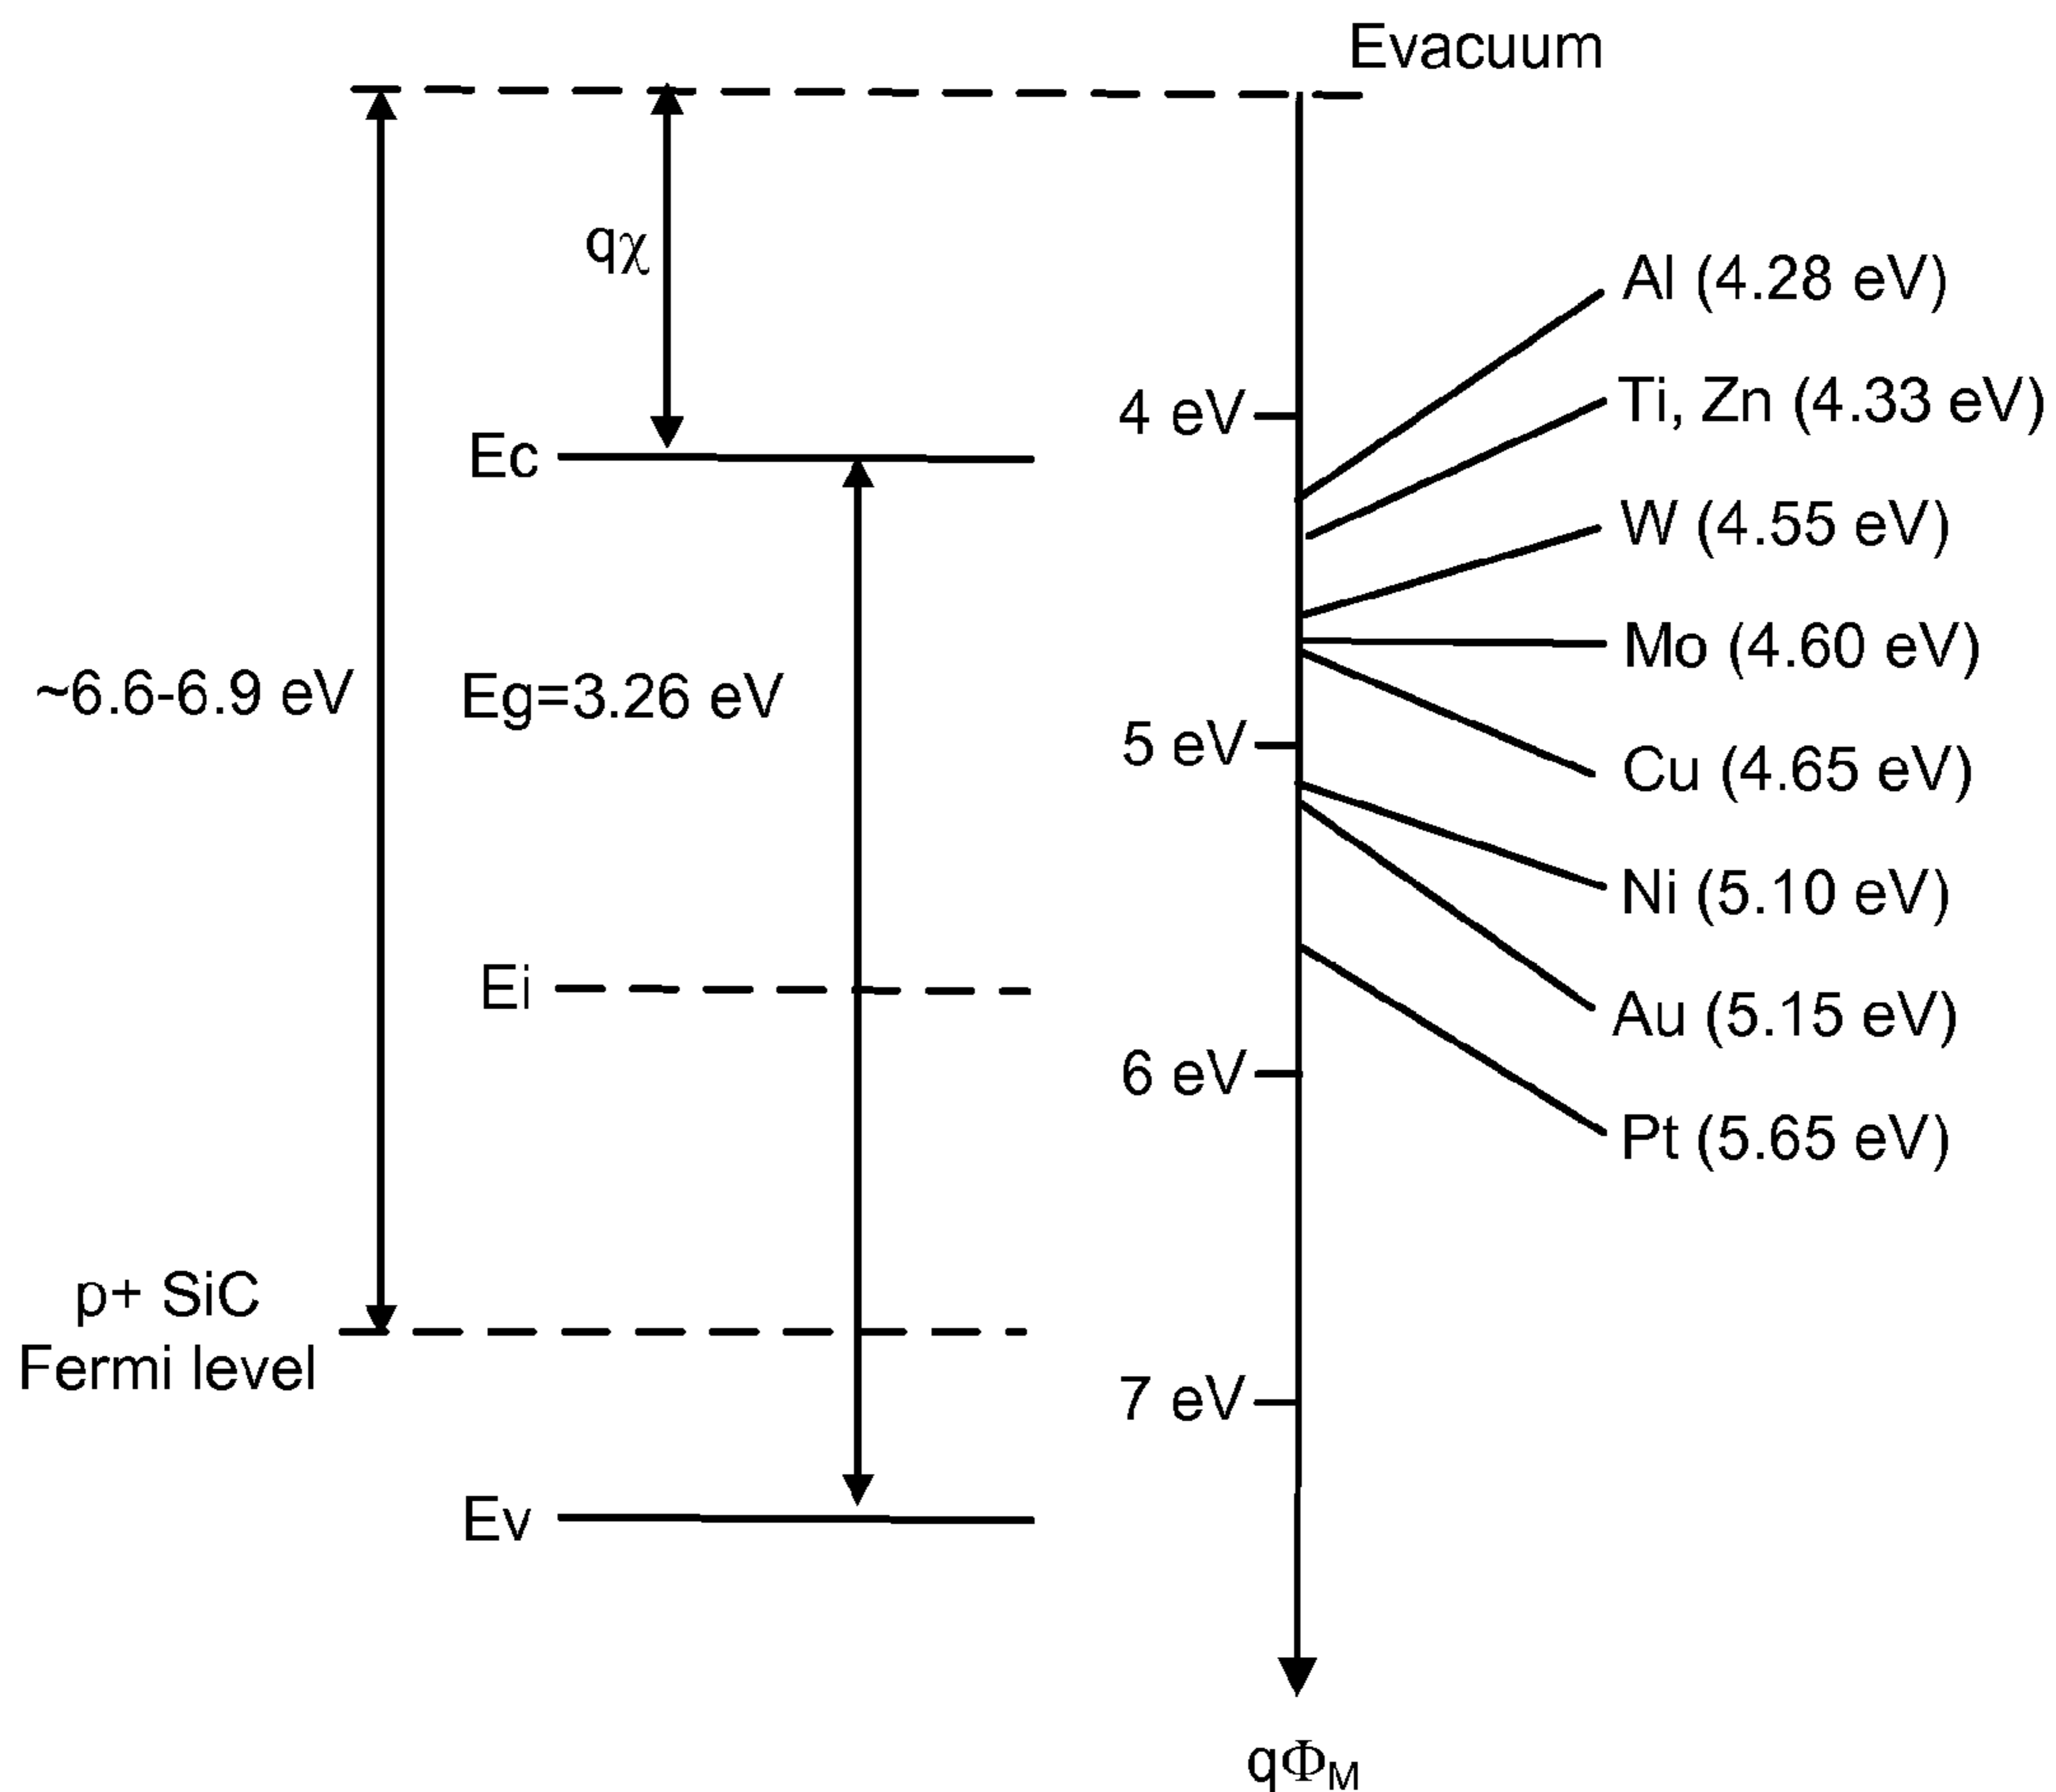 Evacuum
qχ
Al (4.28 eV)
Ti, Zn (4.33 eV)
4 eV
Ec
W (4.55 eV)
Mo (4.60 eV)
~6.6-6.9 eV
Eg=3.26 eV
5 eV
Cu (4.65 eV)
Ni (5.10 eV)
Ei
Au (5.15 eV)
6 eV
Pt (5.65 eV)
p+ SiC
Fermi level
7 eV
Ev
qΦM